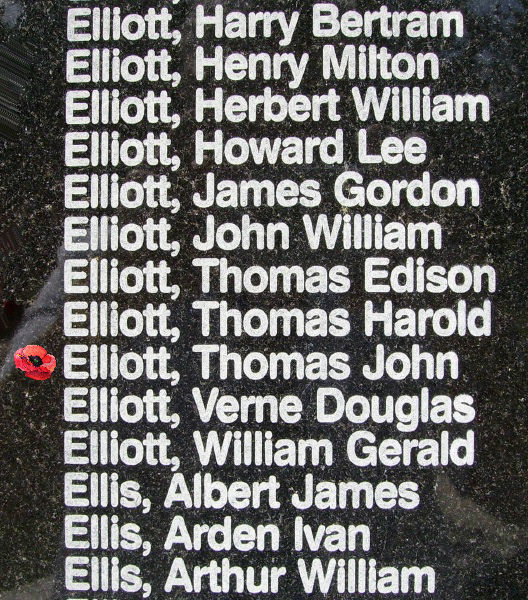 Elliott, Harry Bertram
Elliott, Henry Milton
Elliott, Herbert William
Elliott, Howard Lee
Elliott, James Gordon
Elliott, John William
Elliott, Thomas Edison
Elliott, Thomas Harold
Elliott, Thomas John
Elliott, Verne Douglas
Elliott, William Gerald
Ellis, Albert James
Ellis, Arden Ivan
Ellis, Arthur William